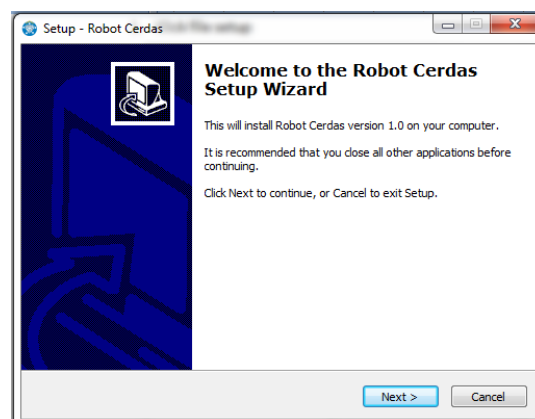 Setup - Robot Cerdas
Welcome to the Robot Cerdas
Setup Wizard
This will install Robot Cerdas version 1.0 on your computer.
It is recommended that you close all other applications before
continuing.
Click Next to continue, or Cancel to exit Setup.
Next >
Cancel